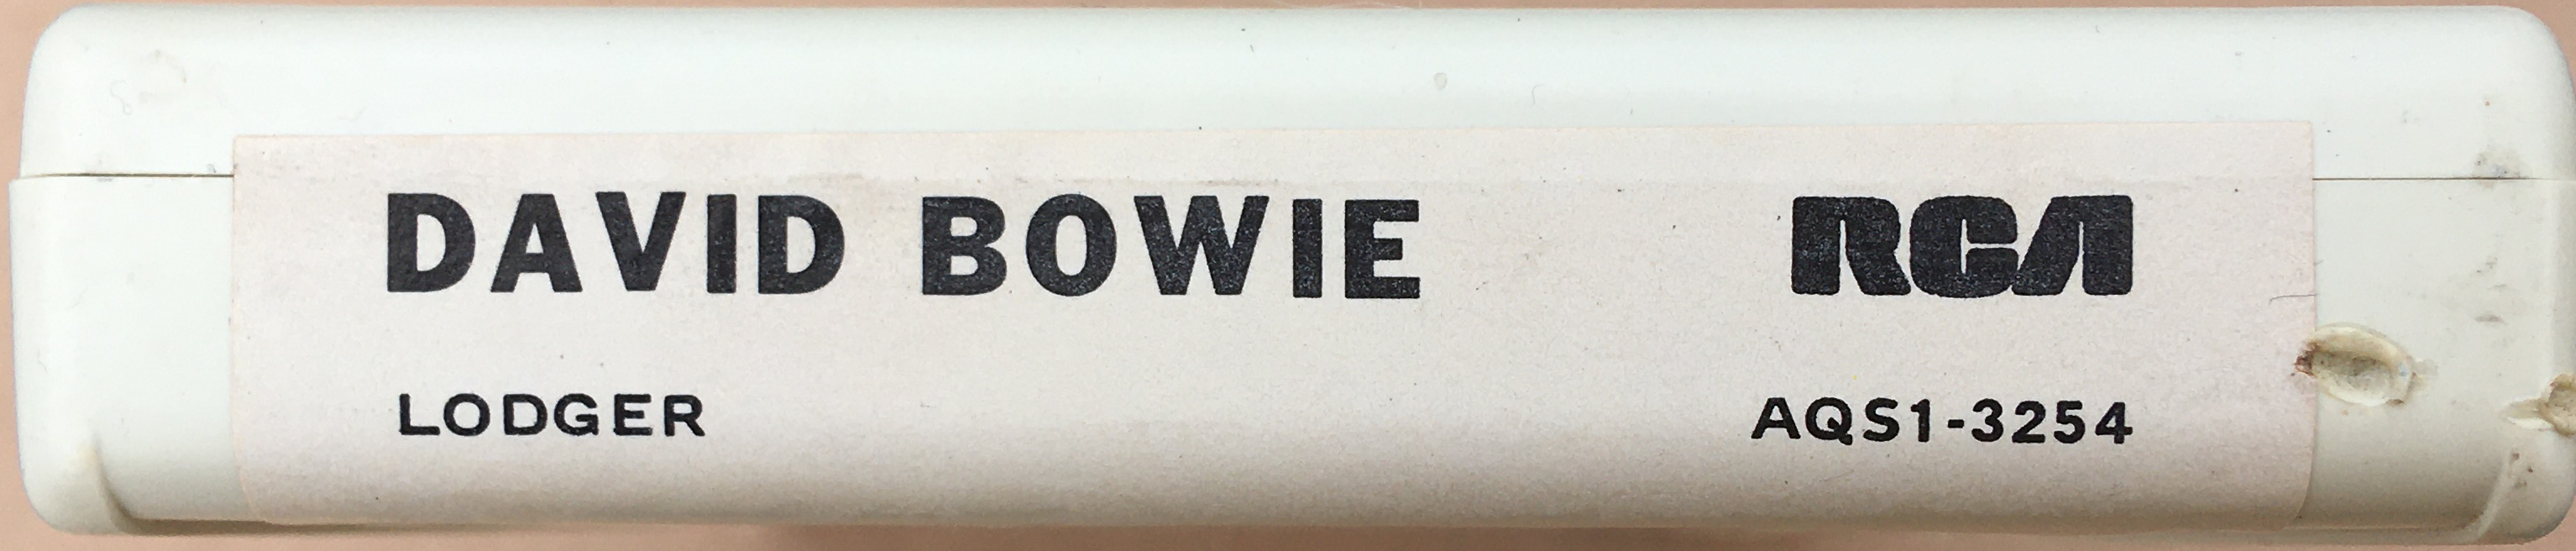 DAVID BOWIE RCA
LODGER AQS1-3254